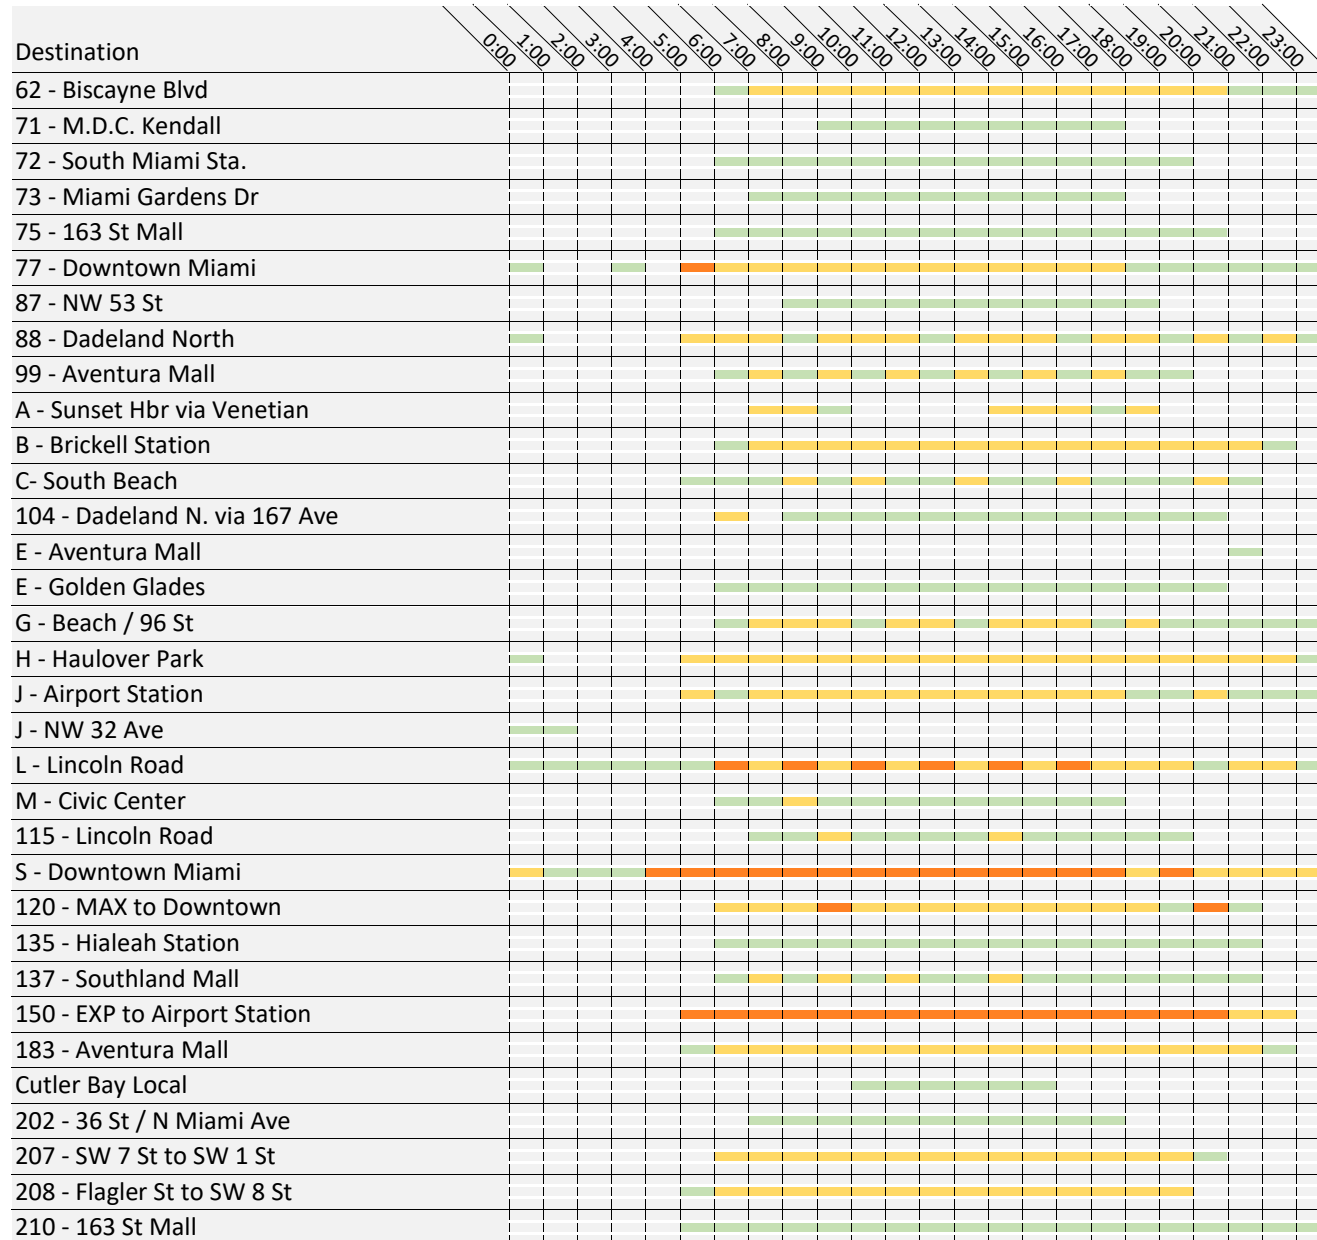 Destination
0:00 1:00 2:00 3:00 4:00 5:00 6:00 7:00 8:00 9:00 10:00 11:00 12:00 13:00 14:00 15:00 16:00 17:00 18:00 19:00 20:00 21:00 22:00 23:00
62 - Biscayne Blvd
71 - M.D.C. Kendall
72 - South Miami Sta.
73 - Miami Gardens Dr
75 - 163 St Mall
77 - Downtown Miami
87 - NW 53 St
88 - Dadeland North
99 - Aventura Mall
A - Sunset Hbr via Venetian
B - Brickell Station
C- South Beach
104 - Dadeland N. via 167 Ave
E - Aventura Mall
E - Golden Glades
G - Beach / 96 St
H - Haulover Park
J - Airport Station
J - NW 32 Ave
L - Lincoln Road
M - Civic Center
115 - Lincoln Road
S - Downtown Miami
120 - MAX to Downtown
135 - Hialeah Station
137 - Southland Mall
150 - EXP to Airport Station
183 - Aventura Mall
Cutler Bay Local
202 - 36 St / N Miami Ave
207 - SW 7 St to SW 1 St
208 - Flagler St to SW 8 St
210 - 163 St Mall